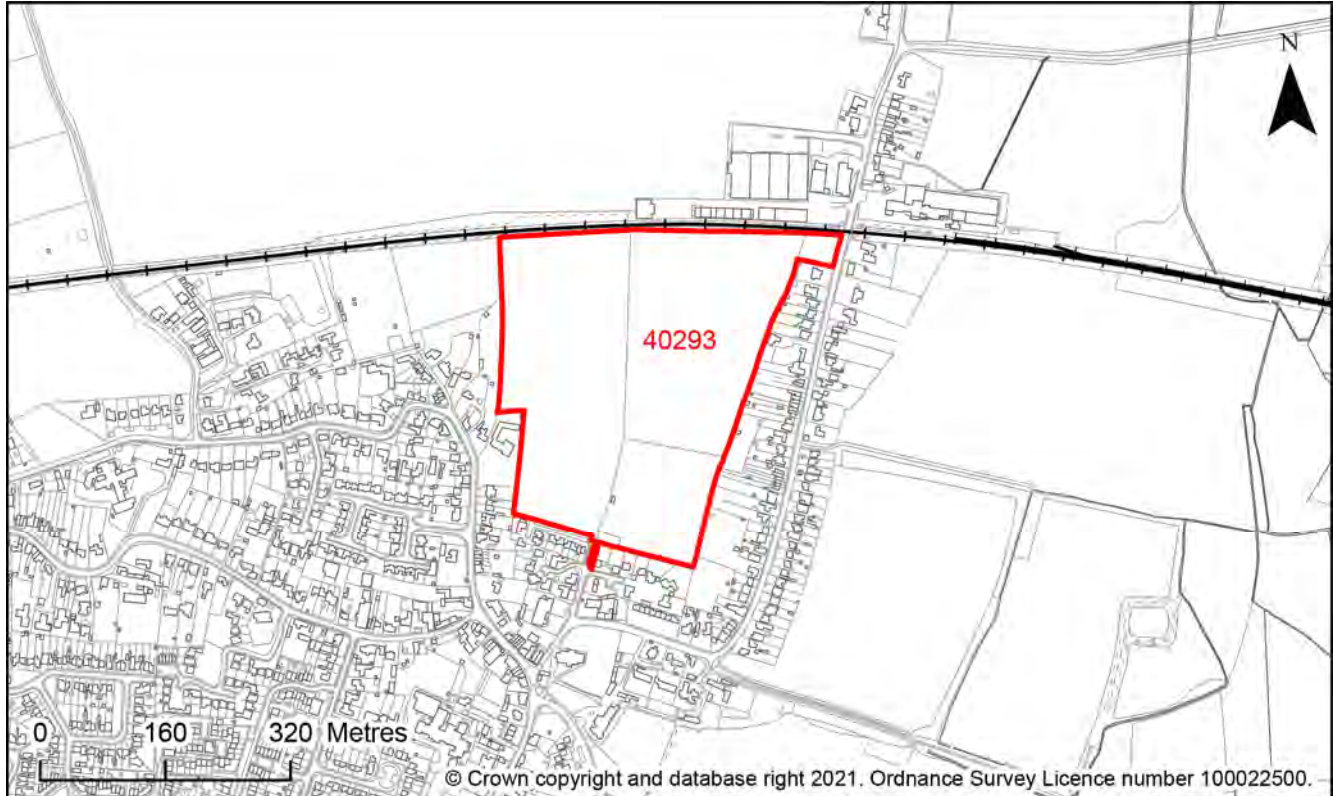 N
40293
0 160 320 Metres
© Crown copyright and database right 2021. Ordnance Survey Licence number 100022500.